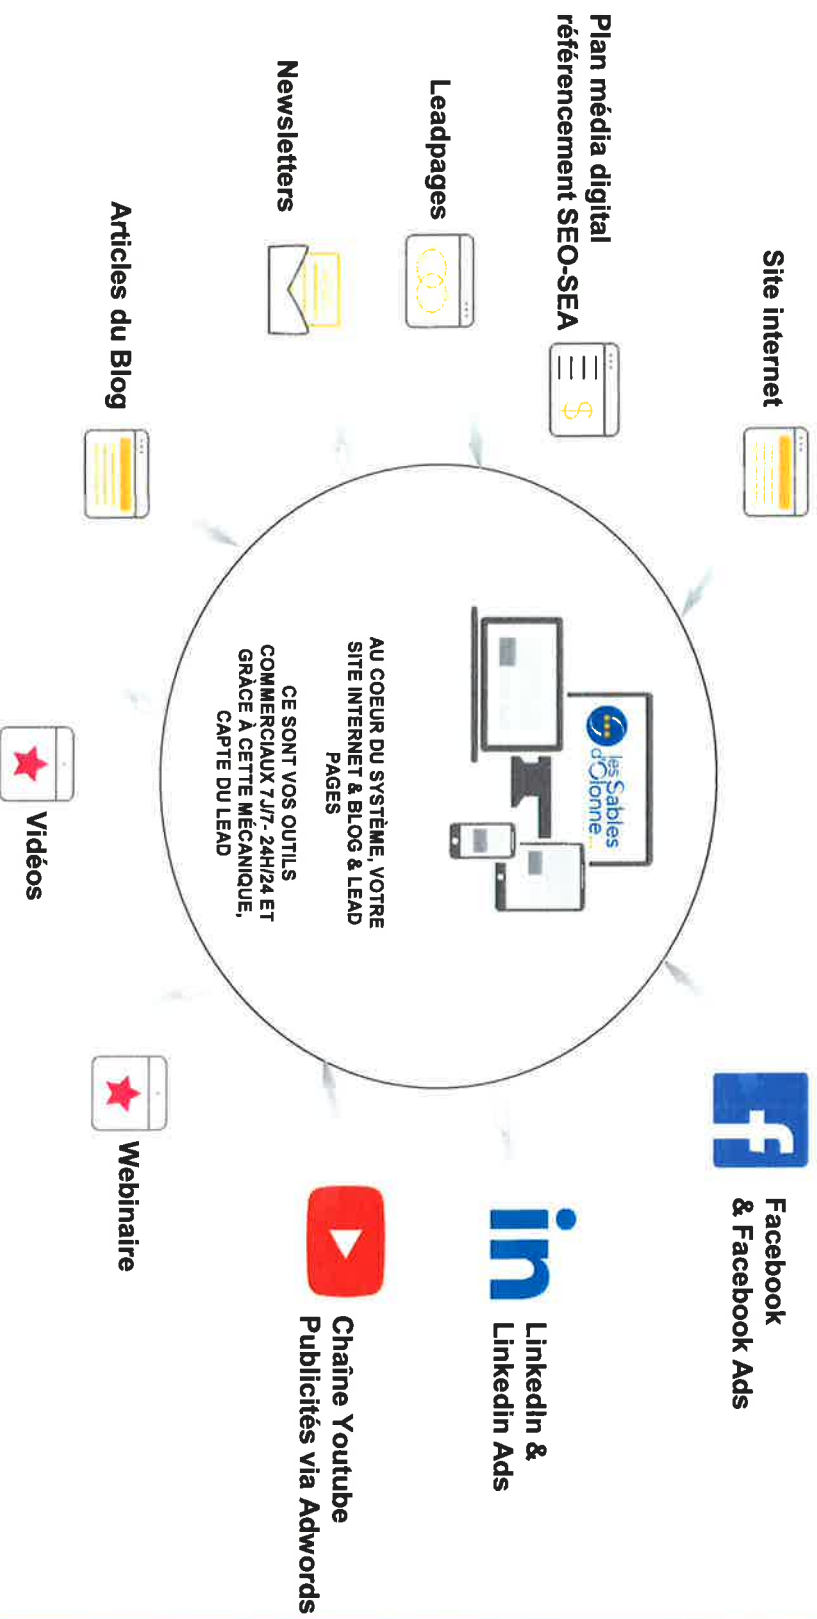 Site internet
Plan média digital
référencement SEO-SEA
Leadpages
Newsletters
Articles du Blog
les Sables
d'Olonne
AU COEUR DU SYSTÈME, VOTRE
SITE INTERNET & BLOG & LEAD
PAGES
CE SONT VOS OUTILS
COMMERCIAUX 7J/7- 24H/24 ET
GRÀCE À CETTE MÉCANIQUE,
CAPTE DU LEAD
Facebook
& Facebook Ads
LinkedIn &
Linkedin Ads
Chaîne Youtube
Publicités via Adwords
Webinaire
Vidéos